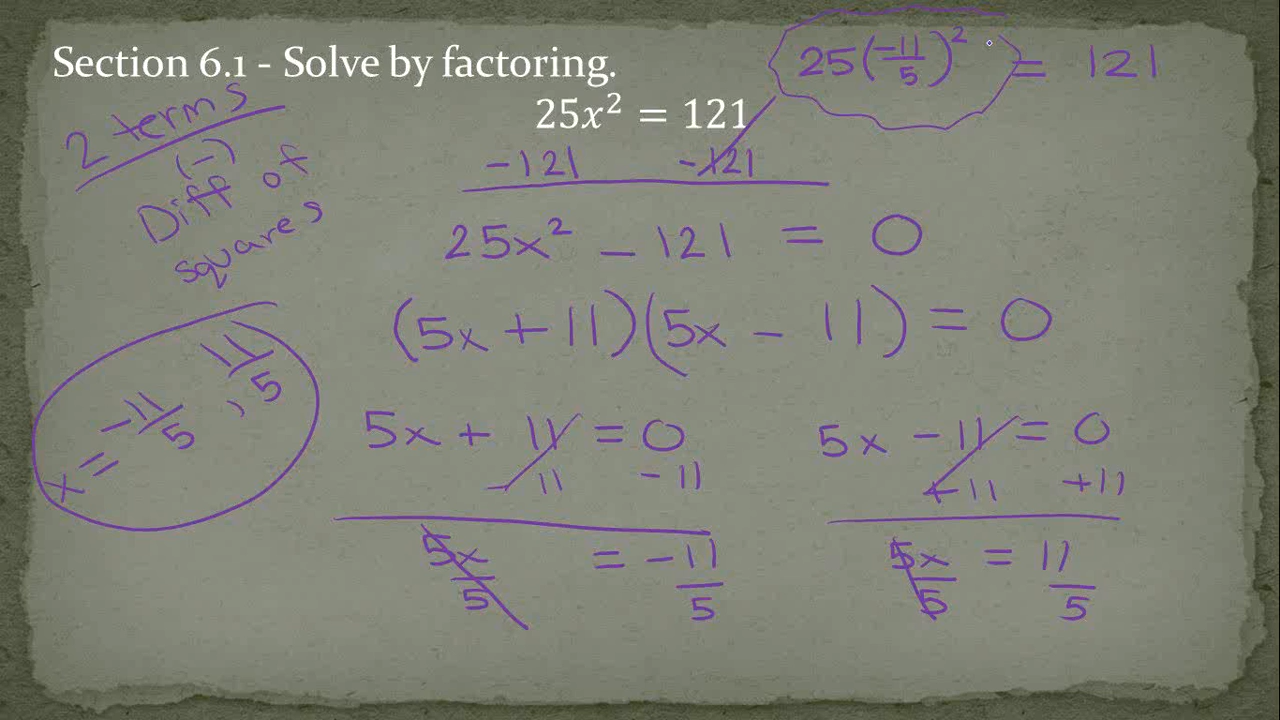 Section 6.1 - Solve by factoring.
25x² = 121
25(-11/5)² = 121
2 terms
(-)
Diff of
squares
-121 -121
25x² - 121 = 0
(5x + 11)(5x - 11) = 0
5x + 11 = 0
-11 -11
5x/5 = -11/5
5x - 11 = 0
+11 +11
5x/5 = 11/5
x = -11/5, 11/5